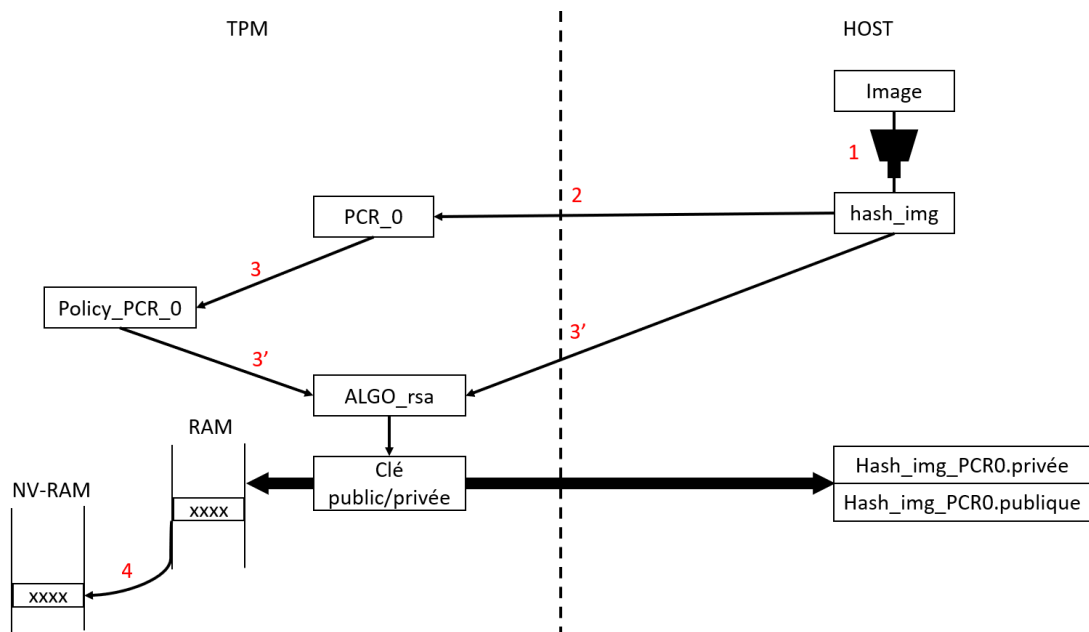 TPM
HOST
Image
1
hash_img
2
PCR_0
3
Policy_PCR_0
3’
3’
ALGO_rsa
RAM
Clé
public/privée
Hash_img_PCR0.privée
Hash_img_PCR0.publique
NV-RAM
xxxx
4
xxxx